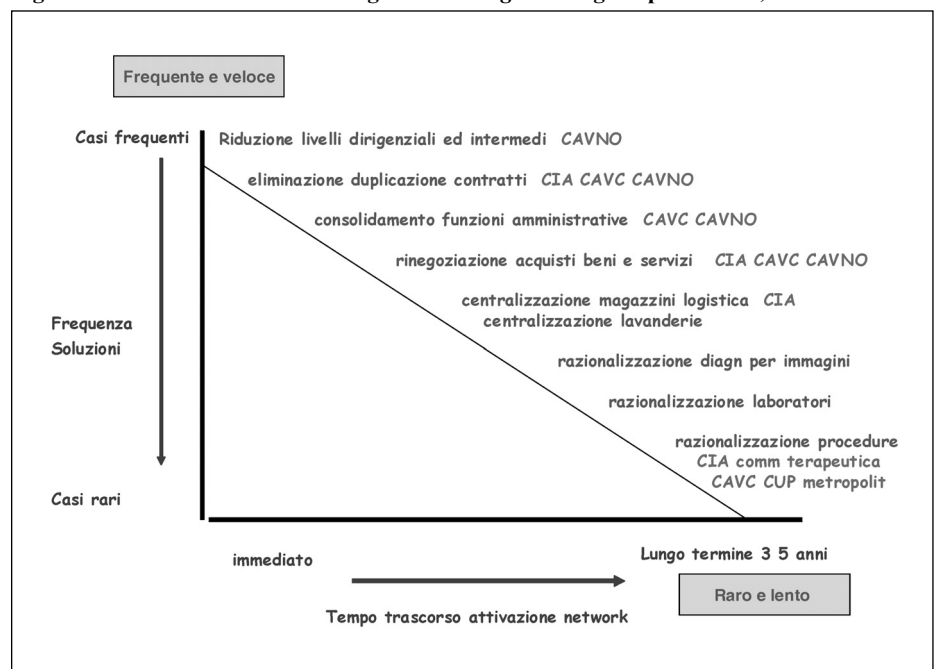 Frequente e veloce
Casi frequenti
Riduzione livelli dirigenziali ed intermedi CAVNO
eliminazione duplicazione contratti CIA CAVC CAVNO
consolidamento funzioni amministrative CAVC CAVNO
rinegoziazione acquisti beni e servizi CIA CAVC CAVNO
centralizzazione magazzini logistica CIA
centralizzazione lavanderie
Frequenza
Soluzioni
razionalizzazione diagn per immagini
razionalizzazione laboratori
razionalizzazione procedure
CIA comm terapeutica
CAVC CUP metropolit
Casi rari
immediato
Lungo termine 3 5 anni
Raro e lento
Tempo trascorso attivazione network